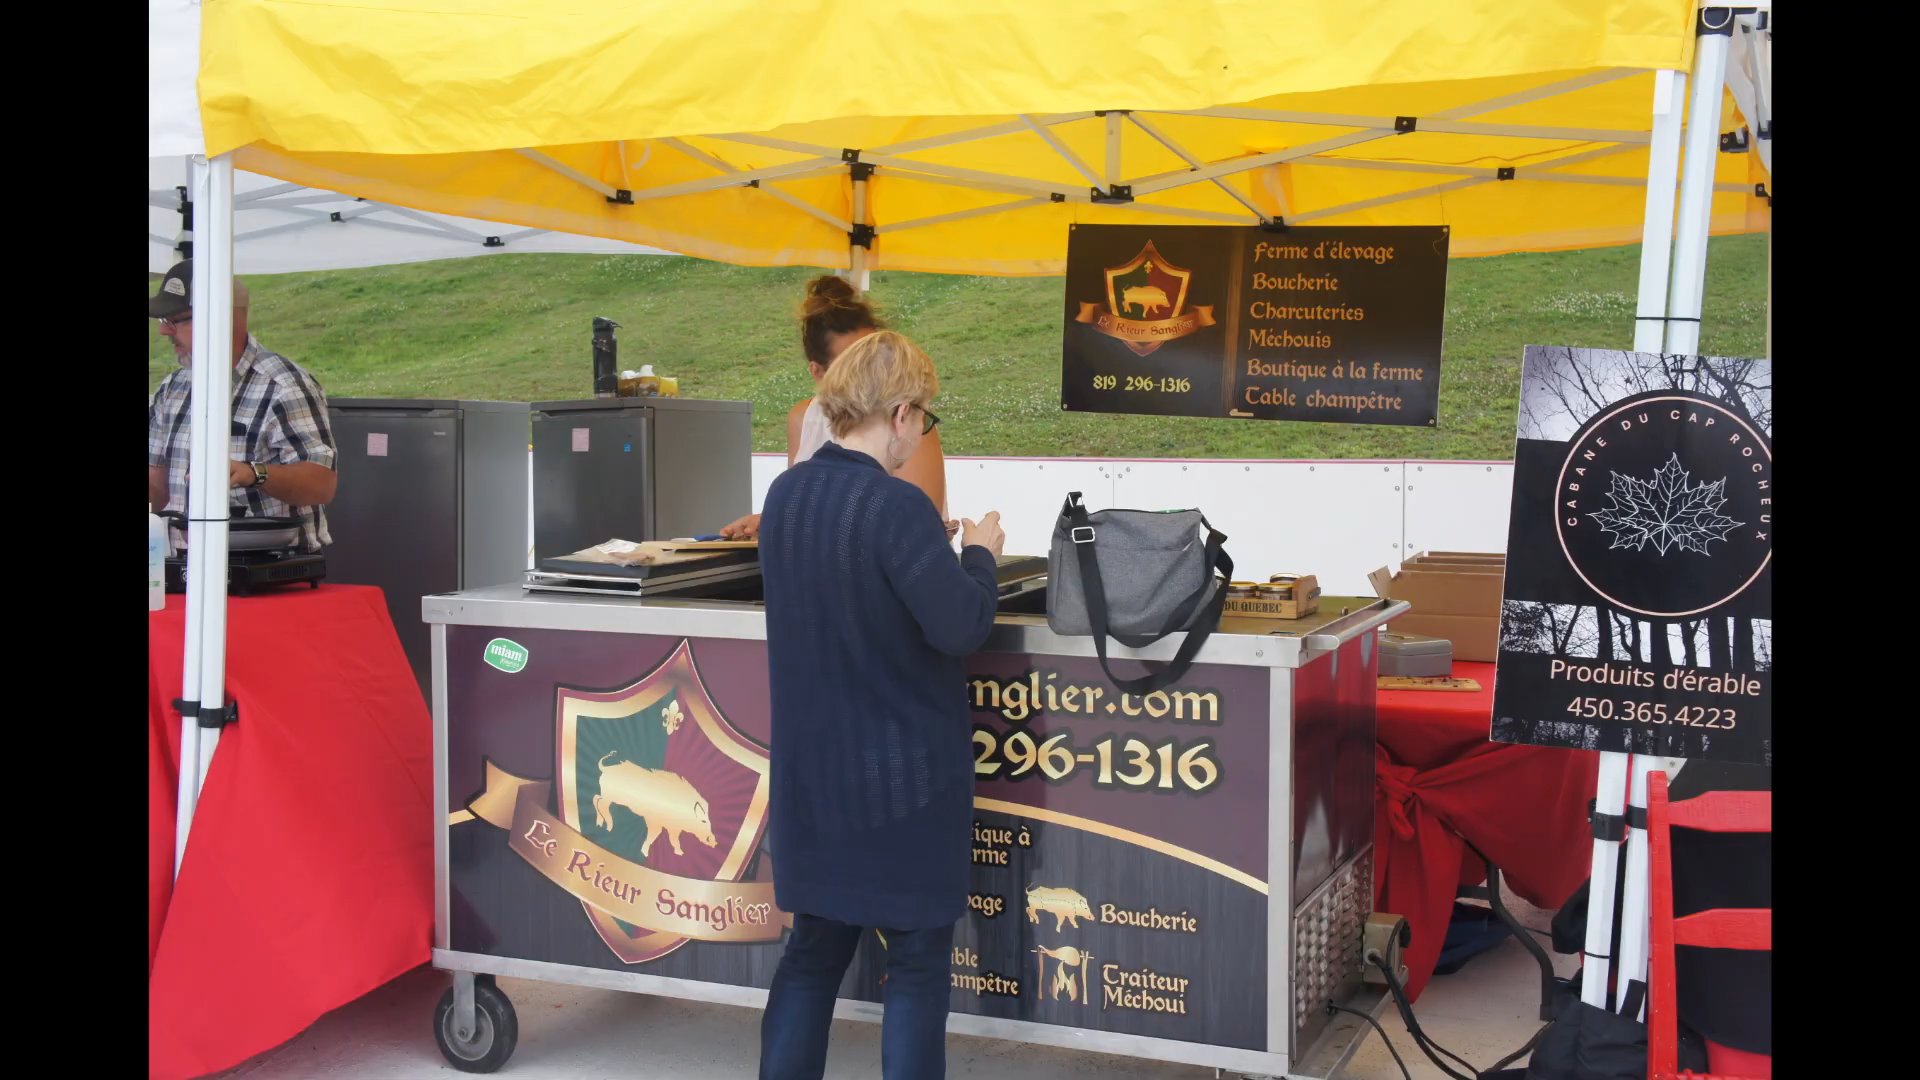 Ferme d'élevage
Boucherie
Charcuteries
Méchouis
Boutique à la ferme
Table champêtre
Le Rieur Sanglier
819 296-1316
CABANE DU CAP ROCHEUX
Produits d'érable
450.365.4223
DU QUEBEC
miam
nglier.com
296-1316
Le Rieur Sanglier
ique à
rme
age
Boucherie
ble
ampêtre
Traiteur
Méchoui